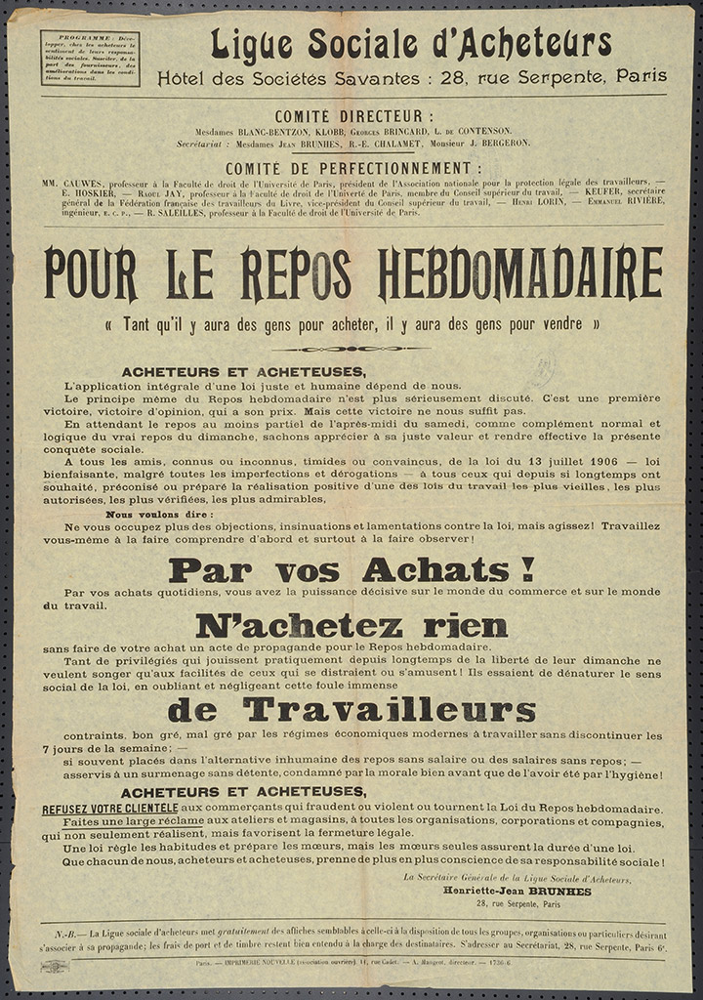 PROGRAMME : Déve-
lopper, chez les acheteurs le
sentiment de leurs responsa-
bilités sociales. Susciter, de la
part des fournisseurs, des
améliorations dans les condi-
tions du travail.
Ligue Sociale d'Acheteurs
Hôtel des Sociétés Savantes : 28, rue Serpente, Paris
COMITÉ DIRECTEUR :
Mesdames BLANC-BENTZON, KLOBB, GEORGES BRINCARD, L. DE CONTENSON.
Secrétariat : Mesdames JEAN BRUNHES, R.-E. CHALAMET, Monsieur J. BERGERON.
COMITÉ DE PERFECTIONNEMENT :
MM. CAUWES, professeur à la Faculté de droit de l'Université de Paris, président de l'Association nationale pour la protection légale des travailleurs, —
E. HOSKIER, — RAOUL JAY, professeur à la Faculté de droit de l'Univerté de Paris, membre du Conseil supérieur du travail, — KEUFER, secrétaire
général de la Fédération française des travailleurs du Livre, vice-président du Conseil supérieur du travail, — HENRI LORIN, — EMMANUEL RIVIÈRE,
ingénieur, E. C. P., — R. SALEILLES, professeur à la Faculté de droit de l'Université de Paris.
POUR LE REPOS HEBDOMADAIRE
« Tant qu'il y aura des gens pour acheter, il y aura des gens pour vendre »
ACHETEURS ET ACHETEUSES,
L'application intégrale d'une loi juste et humaine dépend de nous.
Le principe même du Repos hebdomadaire n'est plus sérieusement discuté. C'est une première
victoire, victoire d'opinion, qui a son prix. Mais cette victoire ne nous suffit pas.
En attendant le repos au moins partiel de l'après-midi du samedi, comme complément normal et
logique du vrai repos du dimanche, sachons apprécier à sa juste valeur et rendre effective la présente
conquête sociale.
A tous les amis, connus ou inconnus, timides ou convaincus, de la loi du 13 juillet 1906 — loi
bienfaisante, malgré toutes les imperfections et dérogations — à tous ceux qui depuis si longtemps ont
souhaité, préconisé ou préparé la réalisation positive d'une des lois du travail les plus vieilles, les plus
autorisées, les plus vérifiées, les plus admirables,
Nous voulons dire :
Ne vous occupez plus des objections, insinuations et lamentations contre la loi, mais agissez! Travaillez
vous-même à la faire comprendre d'abord et surtout à la faire observer!
Par vos Achats !
Par vos achats quotidiens, vous avez la puissance décisive sur le monde du commerce et sur le monde
du travail.
N'achetez rien
sans faire de votre achat un acte de propagande pour le Repos hebdomadaire.
Tant de privilégiés qui jouissent pratiquement depuis longtemps de la liberté de leur dimanche ne
veulent songer qu'aux facilités de ceux qui se distraient ou s'amusent! Ils essaient de dénaturer le sens
social de la loi, en oubliant et négligeant cette foule immense
de Travailleurs
contraints, bon gré, mal gré par les régimes économiques modernes à travailler sans discontinuer les
7 jours de la semaine; —
si souvent placés dans l'alternative inhumaine des repos sans salaire ou des salaires sans repos; —
asservis à un surmenage sans détente, condamné par la morale bien avant que de l'avoir été par l'hygiène!
ACHETEURS ET ACHETEUSES,
REFUSEZ VOTRE CLIENTÈLE aux commerçants qui fraudent ou violent ou tournent la Loi du Repos hebdomadaire.
Faites une large réclame aux ateliers et magasins, à toutes les organisations, corporations et compagnies,
qui non seulement réalisent, mais favorisent la fermeture légale.
Une loi règle les habitudes et prépare les mœurs, mais les mœurs seules assurent la durée d'une loi.
Que chacun de nous, acheteurs et acheteuses, prenne de plus en plus conscience de sa responsabilité sociale!
La Secrétaire Générale de la Ligue Sociale d'Acheteurs,
Henriette-Jean BRUNHES
28, rue Serpente, Paris
N.-B. — La Ligue sociale d'acheteurs met gratuitement des affiches semblables à celle-ci à la disposition de tous les groupes, organisations ou particuliers désirant
s'associer à sa propagande; les frais de port et de timbre restent bien entendu à la charge des destinataires. S'adresser au Secrétariat, 28, rue Serpente, Paris 6e.
Paris. — IMPRIMERIE NOUVELLE (association ouvrière), 11, rue Cadet. — A. Mangeot, directeur. — 1736-6